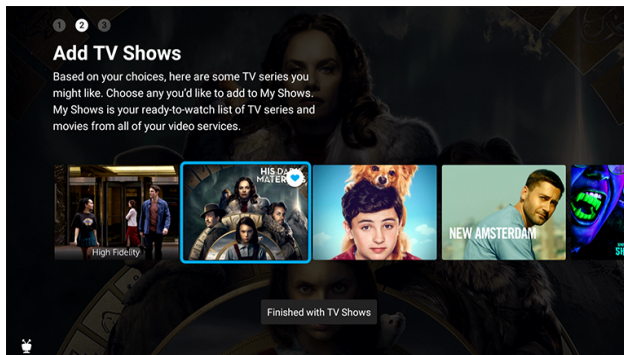 1 2 3
Add TV Shows
Based on your choices, here are some TV series you
might like. Choose any you'd like to add to My Shows.
My Shows is your ready-to-watch list of TV series and
movies from all of your video services.
HIS DARK
MATERIALS
High Fidelity
NEW AMSTERDAM
SH
Finished with TV Shows